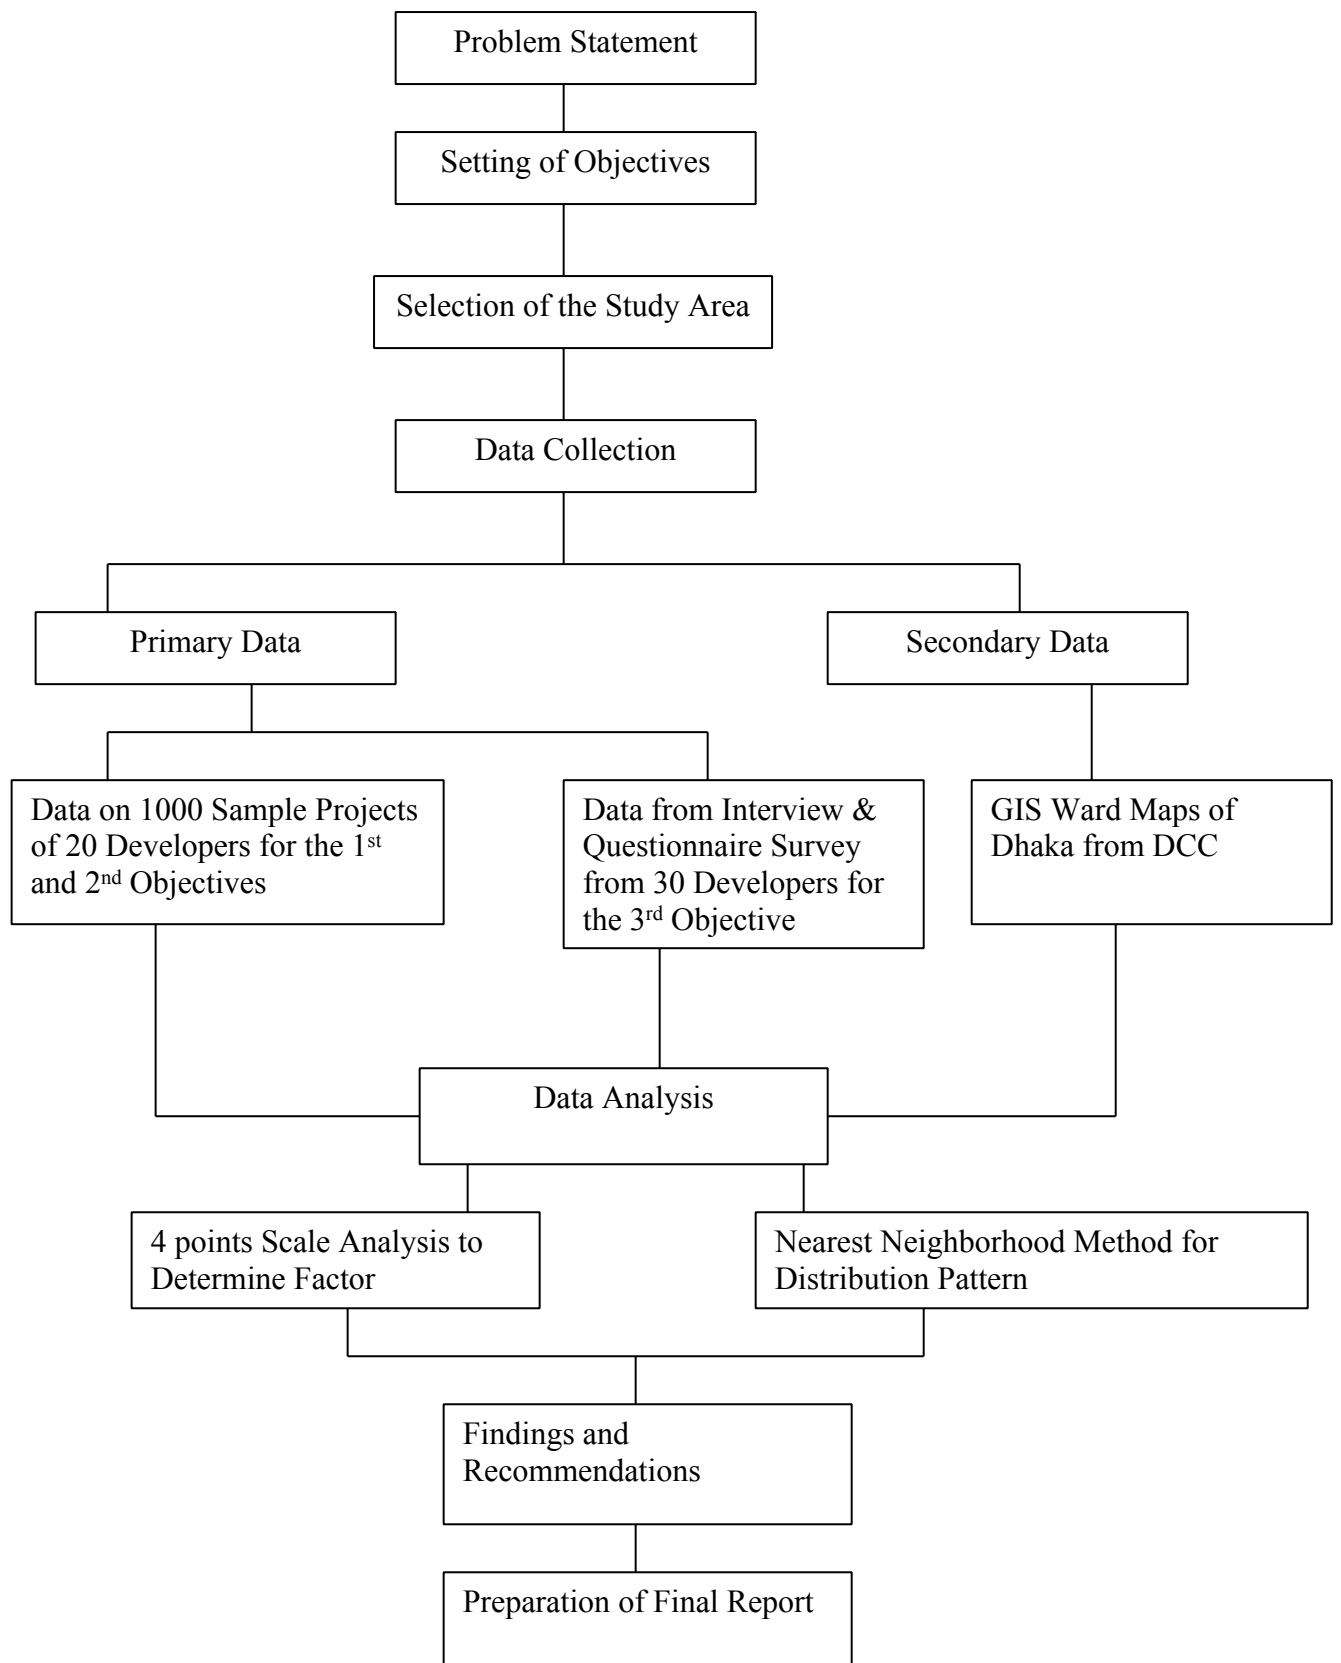 Problem Statement
Setting of Objectives
Selection of the Study Area
Data Collection
Primary Data
Secondary Data
Data on 1000 Sample Projects
of 20 Developers for the 1st
and 2nd Objectives
Data from Interview &
Questionnaire Survey
from 30 Developers for
the 3rd Objective
GIS Ward Maps of
Dhaka from DCC
Data Analysis
4 points Scale Analysis to
Determine Factor
Nearest Neighborhood Method for
Distribution Pattern
Findings and
Recommendations
Preparation of Final Report